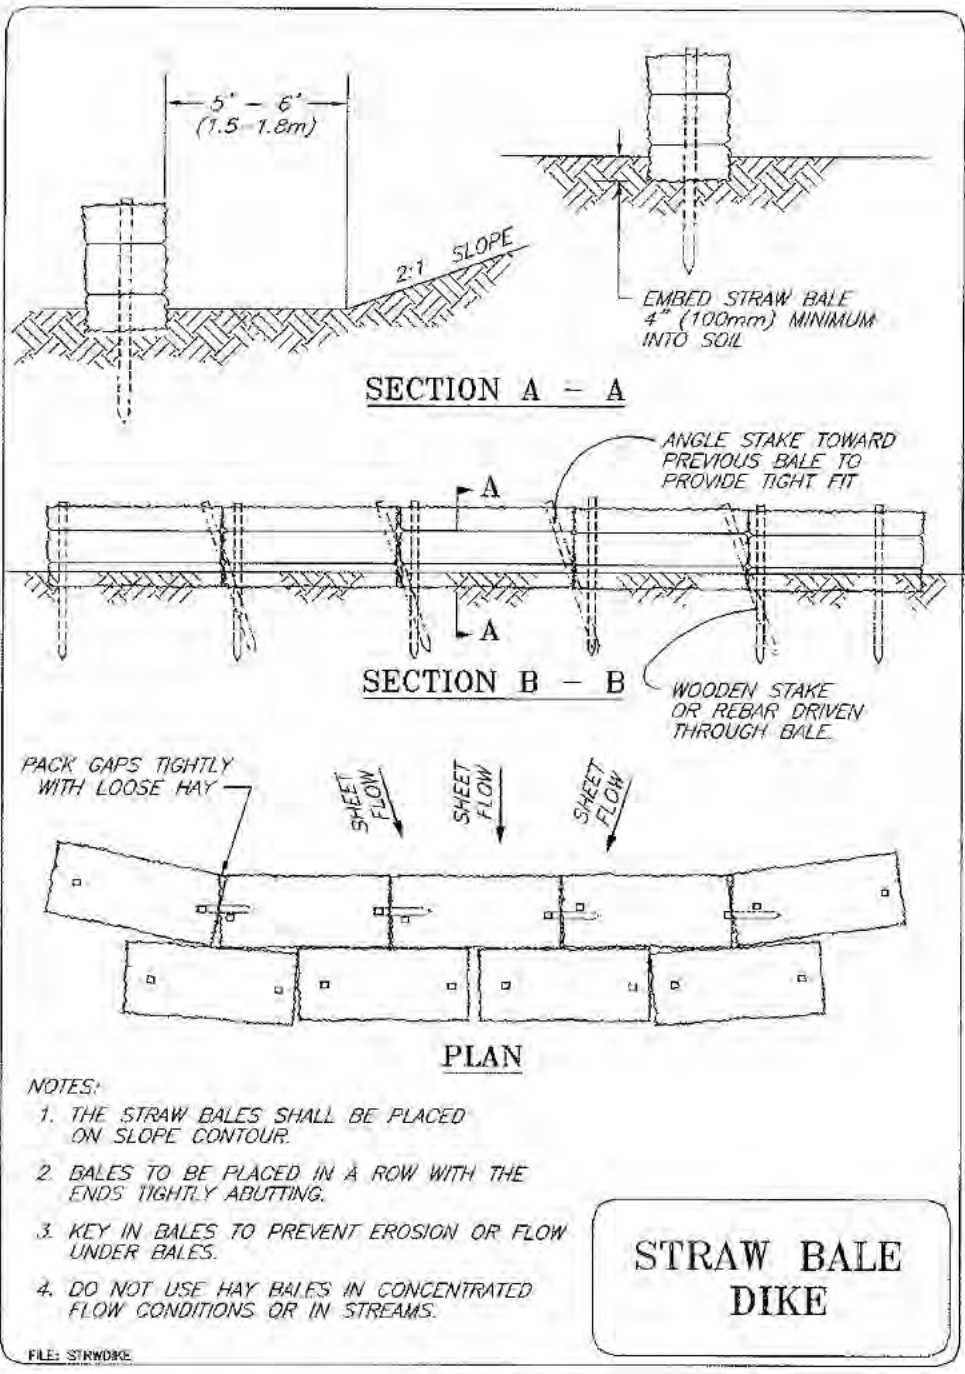 5' - 6'
(1.5-1.8m)
2:1 SLOPE
EMBED STRAW BALE
4" (100mm) MINIMUM
INTO SOIL
SECTION A - A
ANGLE STAKE TOWARD
PREVIOUS BALE TO
PROVIDE TIGHT FIT
A
A
SECTION B - B
WOODEN STAKE
OR REBAR DRIVEN
THROUGH BALE.
PACK GAPS TIGHTLY
WITH LOOSE HAY
SHEET
FLOW
SHEET
FLOW
SHEET
FLOW
PLAN
NOTES:
1. THE STRAW BALES SHALL BE PLACED
ON SLOPE CONTOUR.
2. BALES TO BE PLACED IN A ROW WITH THE
ENDS TIGHTLY ABUTTING.
3. KEY IN BALES TO PREVENT EROSION OR FLOW
UNDER BALES.
4. DO NOT USE HAY BALES IN CONCENTRATED
FLOW CONDITIONS OR IN STREAMS.
STRAW BALE
DIKE
FILE: STRWDIKE